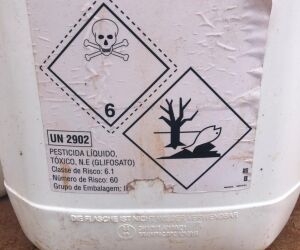 6
UN 2902
PESTICIDA LÍQUIDO,
TÓXICO, N.E (GLIFOSATO)
Classe de Risco: 6.1
Número de Risco: 60
Grupo de Embalagem:
DIE FLASCHE IST NICHT